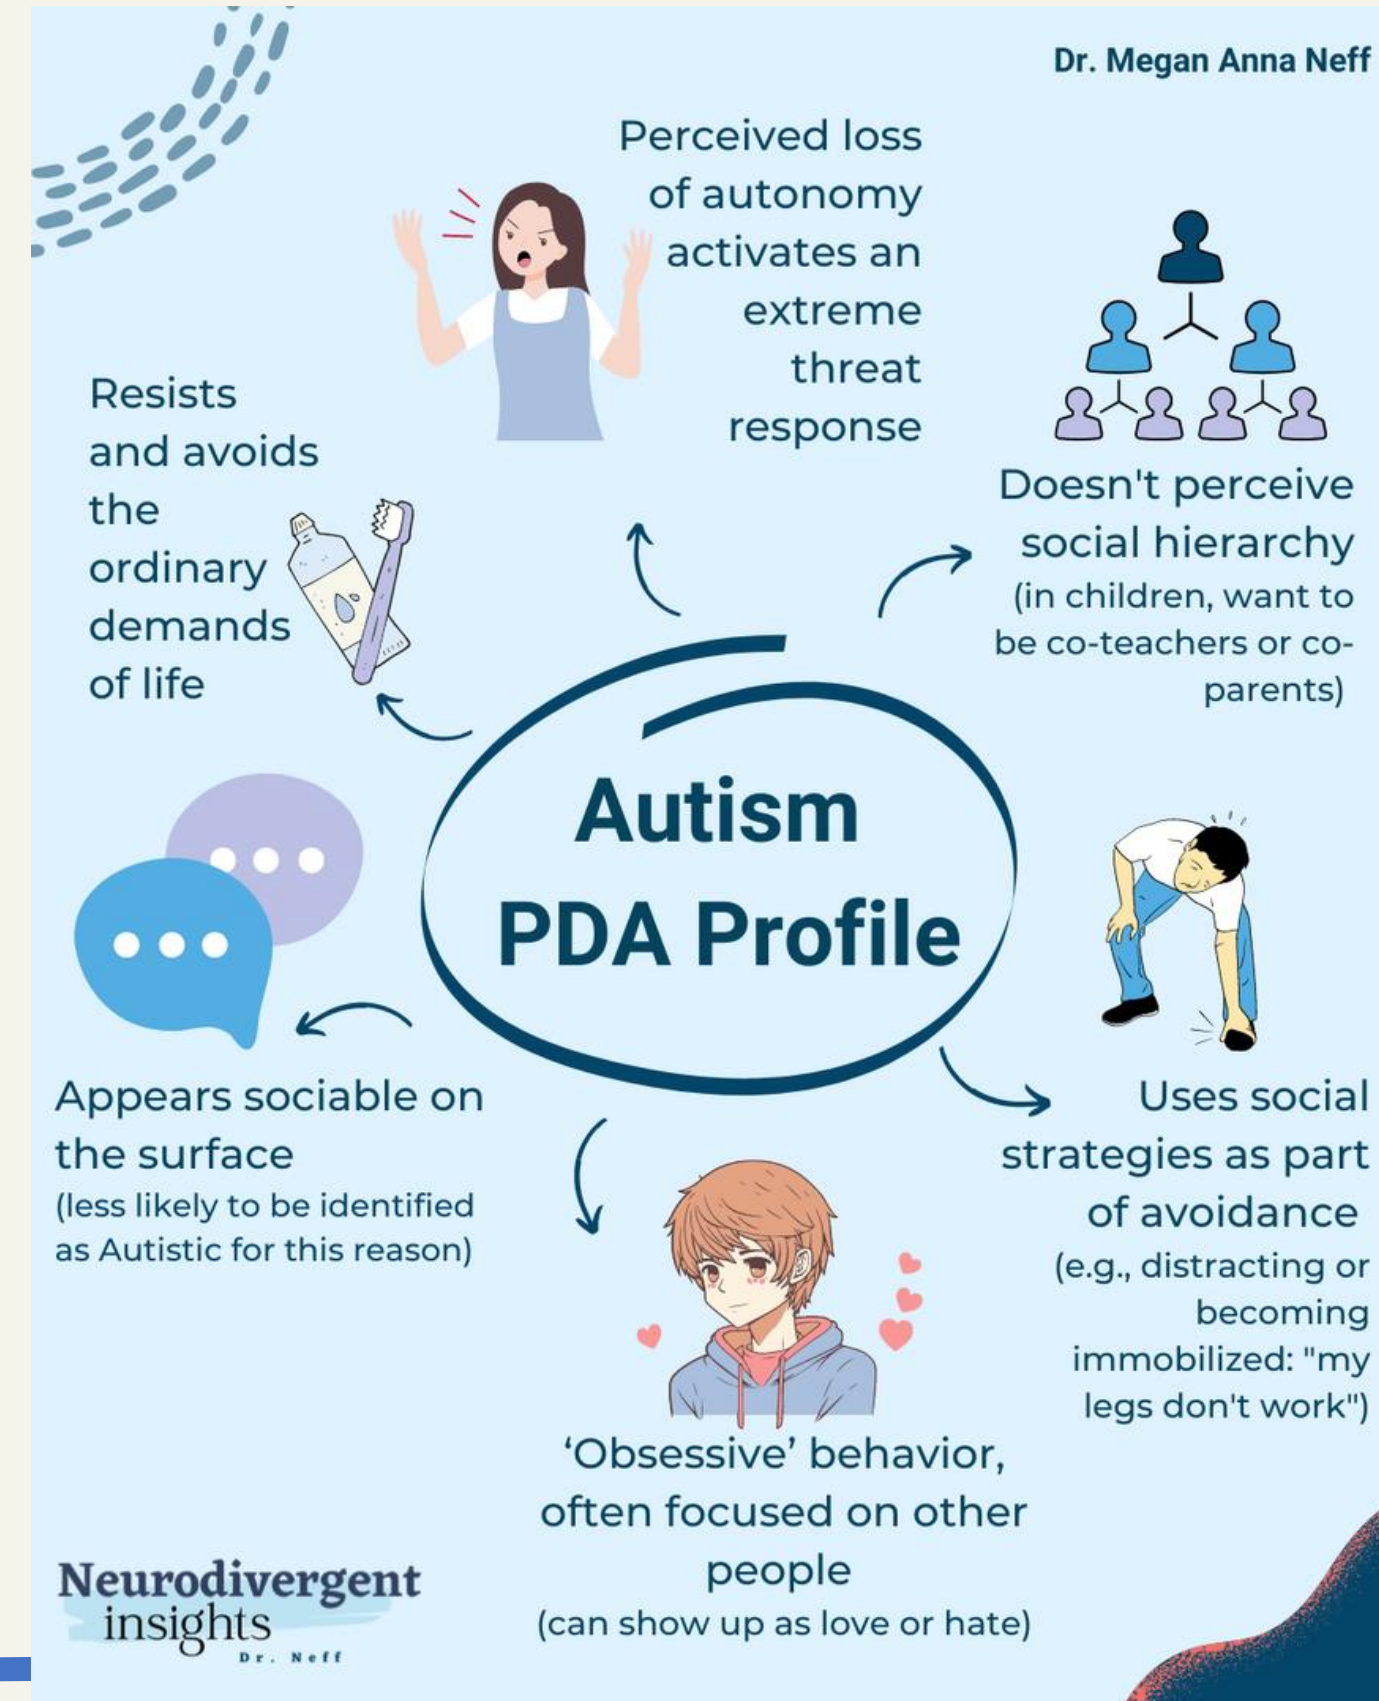 Dr. Megan Anna Neff
Perceived loss
of autonomy
activates an
extreme
threat
response
Resists
and avoids
the
ordinary
demands
of life
Doesn't perceive
social hierarchy
(in children, want to
be co-teachers or co-
parents)
Autism
PDA Profile
Appears sociable on
the surface
(less likely to be identified
as Autistic for this reason)
Uses social
strategies as part
of avoidance
(e.g., distracting or
becoming
immobilized: "my
legs don't work")
‘Obsessive’ behavior,
often focused on other
people
(can show up as love or hate)
Neurodivergent
insights
Dr. Neff